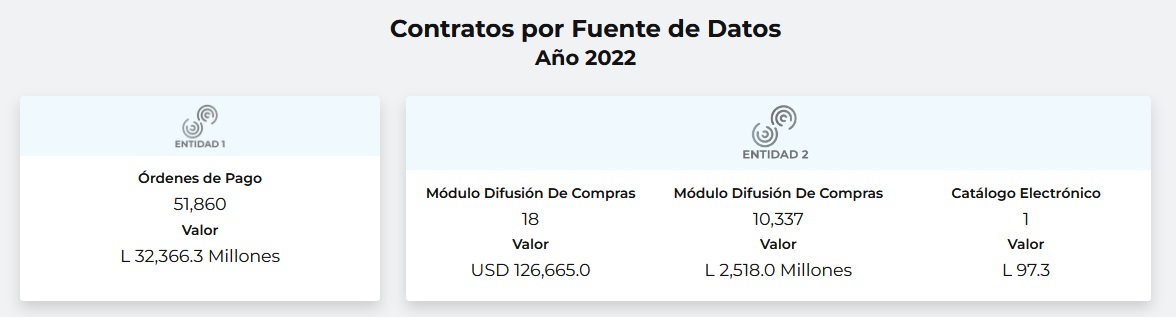 Contratos por Fuente de Datos
Año 2022
ENTIDAD 1
Órdenes de Pago
51,860
Valor
L 32,366.3 Millones
ENTIDAD 2
Módulo Difusión De Compras
18
Valor
USD 126,665.0
Módulo Difusión De Compras
10,337
Valor
L 2,518.0 Millones
Catálogo Electrónico
1
Valor
L 97.3